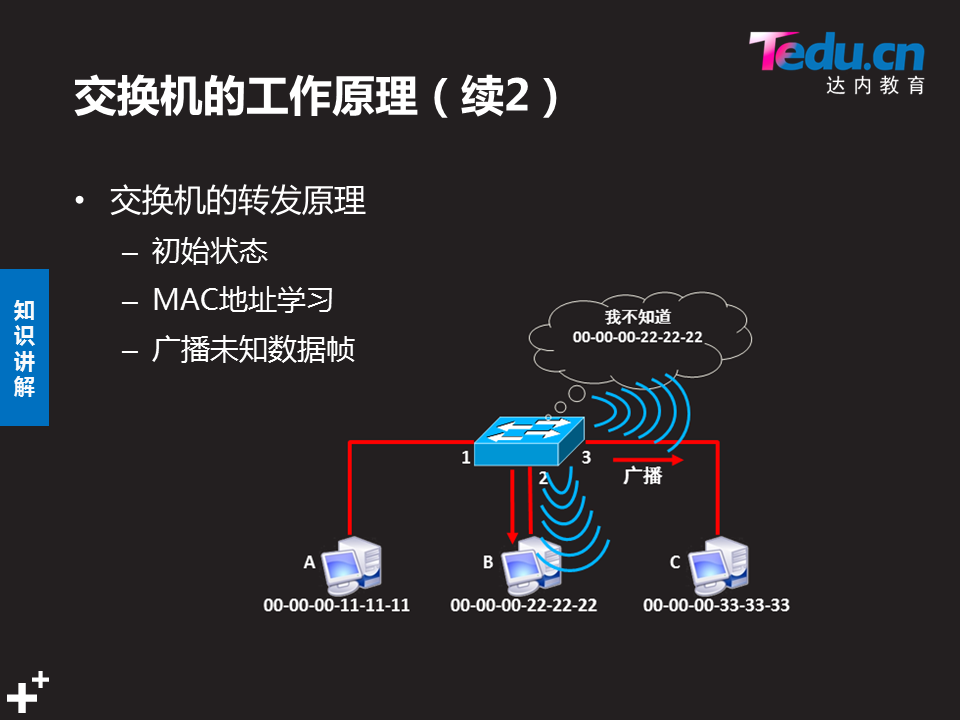 Tedu.cn
达内教育
交换机的工作原理（续2）
• 交换机的转发原理
– 初始状态
– MAC地址学习
– 广播未知数据帧
知识讲解
我不知道
00-00-00-22-22-22
1
2
3
广播
A
B
C
00-00-00-11-11-11
00-00-00-22-22-22
00-00-00-33-33-33